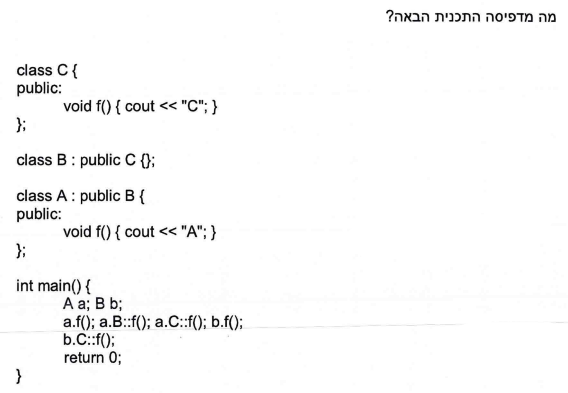 מה מדפיסה התכנית הבאה?
class C {
public:
void f() { cout << "C"; }
};
class B : public C {};
class A : public B {
public:
void f() { cout << "A"; }
};
int main() {
A a; B b;
a.f(); a.B::f(); a.C::f(); b.f();
b.C::f();
return 0;
}